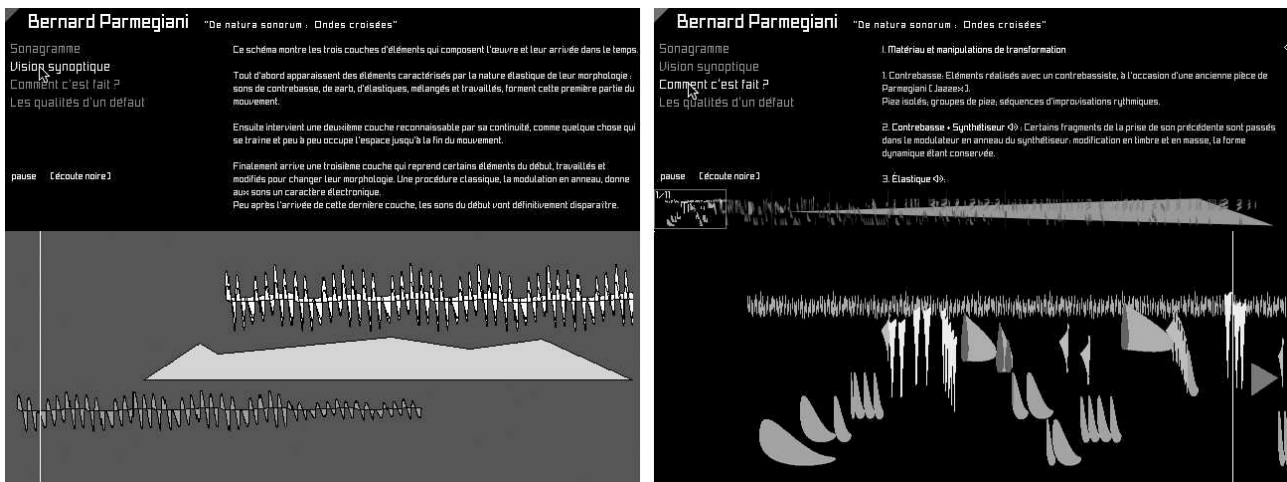 Bernard Parmegiani "De natura sonorum : Ondes croisées"
Sonagramme
Vision synoptique
Comment c'est fait ?
Les qualités d'un défaut
pause [écoute noire]
Ce schéma montre les trois couches d'éléments qui composent l'œuvre et leur arrivée dans le temps.
Tout d'abord apparaissent des éléments caractérisés par la nature élastique de leur morphologie :
sons de contrebasse, de zarb, d'élastiques, mélangés et travaillés, forment cette première partie du
mouvement.
Ensuite intervient une deuxième couche reconnaissable par sa continuité, comme quelque chose qui
se traîne et peu à peu occupe l'espace jusqu'à la fin du mouvement.
Finalement arrive une troisième couche qui reprend certains éléments du début, travaillés et
modifiés pour changer leur morphologie. Une procédure classique, la modulation en anneau, donne
aux sons un caractère électronique.
Peu après l'arrivée de cette dernière couche, les sons du début vont définitivement disparaître.
Bernard Parmegiani "De natura sonorum : Ondes croisées"
Sonagramme
Vision synoptique
Comment c'est fait ?
Les qualités d'un défaut
pause [écoute noire]
I. Matériau et manipulations de transformation
1. Contrebasse: Eléments réalisés avec un contrebassiste, à l'occasion d'une ancienne pièce de
Parmegiani (Jazzex).
Pizz isolés; groupes de pizz; séquences d'improvisations rythmiques.
2. Contrebasse + Synthétiseur : Certains fragments de la prise de son précédente sont passés
dans le modulateur en anneau du synthétiseur: modification en timbre et en masse, la forme
dynamique étant conservée.
3. Élastique :
1/11